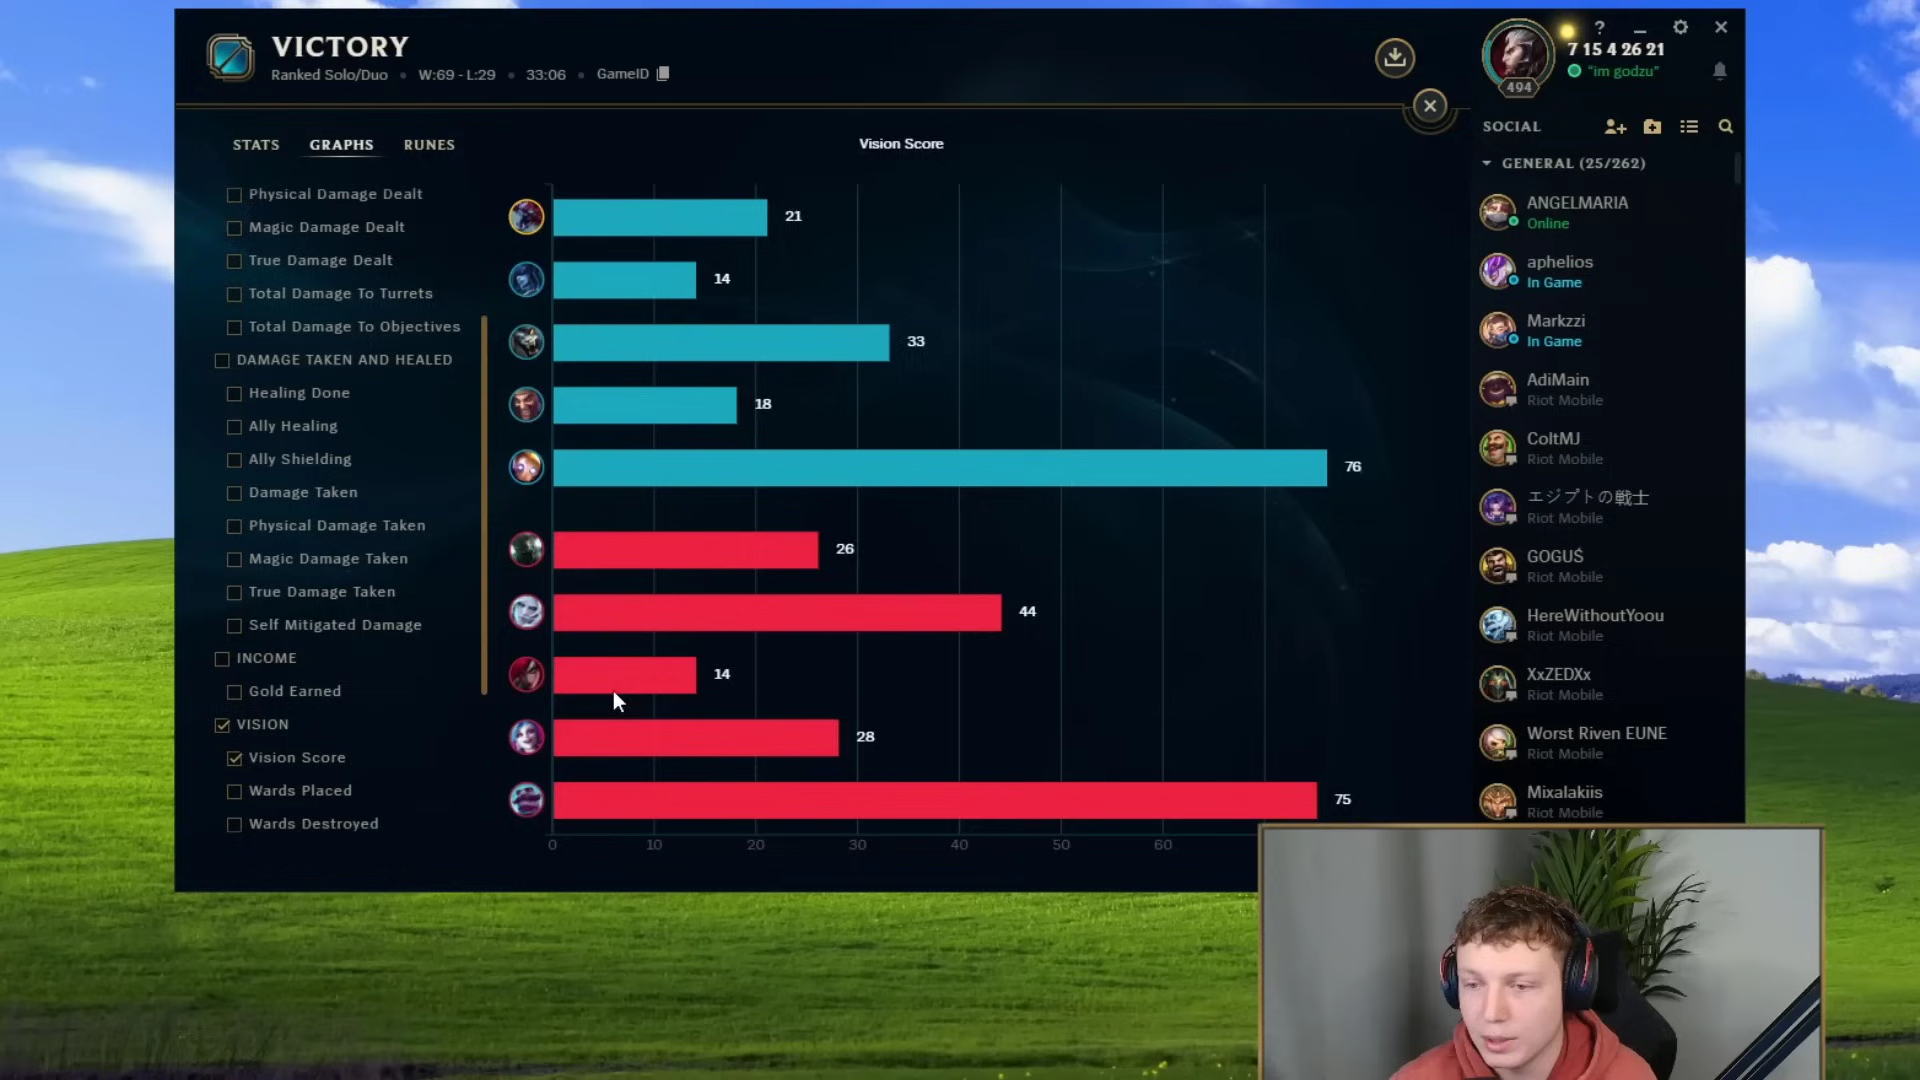 VICTORY
Ranked Solo/Duo • W:69 - L:29 • 33:06 • GameID
7 15 4 26 21
"im godzu"
494
STATS
GRAPHS
RUNES
Vision Score
SOCIAL
GENERAL (25/262)
Physical Damage Dealt
Magic Damage Dealt
True Damage Dealt
Total Damage To Turrets
Total Damage To Objectives
DAMAGE TAKEN AND HEALED
Healing Done
Ally Healing
Ally Shielding
Damage Taken
Physical Damage Taken
Magic Damage Taken
True Damage Taken
Self Mitigated Damage
INCOME
Gold Earned
VISION
Vision Score
Wards Placed
Wards Destroyed
21
14
33
18
76
26
44
14
28
75
0 10 20 30 40 50 60
ANGELMARIA
Online
aphelios
In Game
Markzzi
In Game
AdiMain
Riot Mobile
ColtMJ
Riot Mobile
エジプトの戦士
Riot Mobile
GOGUŚ
Riot Mobile
HereWithoutYoou
Riot Mobile
XxZEDXx
Riot Mobile
Worst Riven EUNE
Riot Mobile
Mixalakiis
Riot Mobile